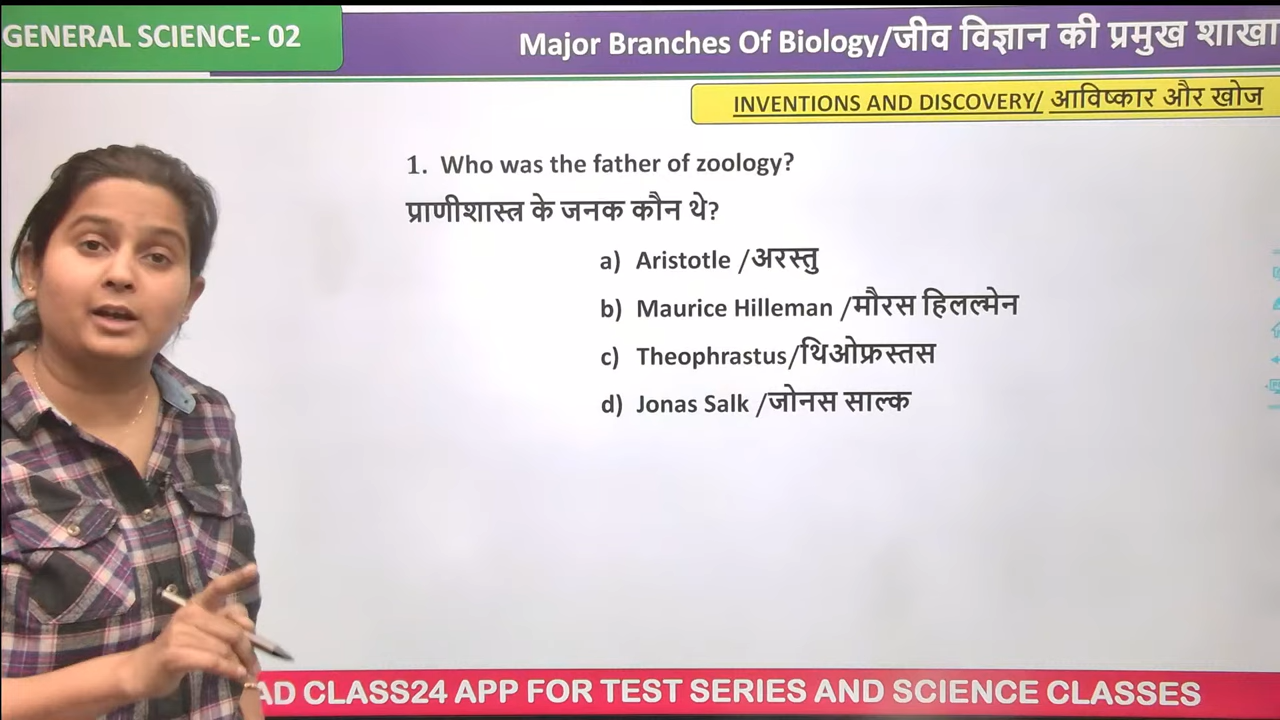 GENERAL SCIENCE- 02
Major Branches Of Biology/जीव विज्ञान की प्रमुख शाखा
INVENTIONS AND DISCOVERY/ आविष्कार और खोज
1. Who was the father of zoology?
प्राणीशास्त्र के जनक कौन थे?
a) Aristotle /अरस्तु
b) Maurice Hilleman /मौरस हिलल्मेन
c) Theophrastus/थिओफ्रस्तस
d) Jonas Salk /जोनस साल्क
AD CLASS24 APP FOR TEST SERIES AND SCIENCE CLASSES